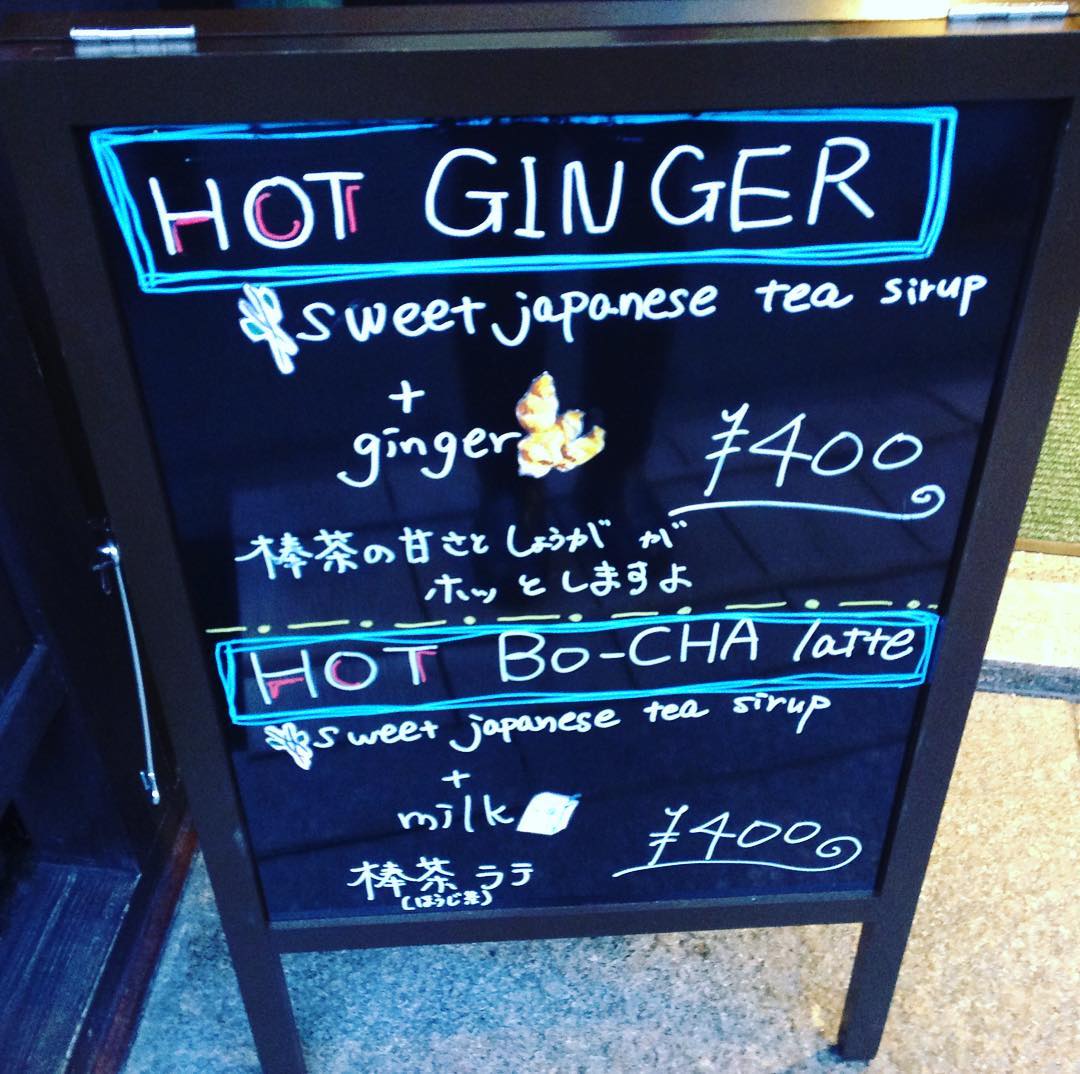 HOT GINGER
sweet japanese tea sirup
+
ginger
¥400
棒茶の甘さと しょうが が
ホッ とします よ
HOT BO-CHA latte
sweet japanese tea sirup
+
milk
¥400
棒茶 ラテ
(ほうじ茶)